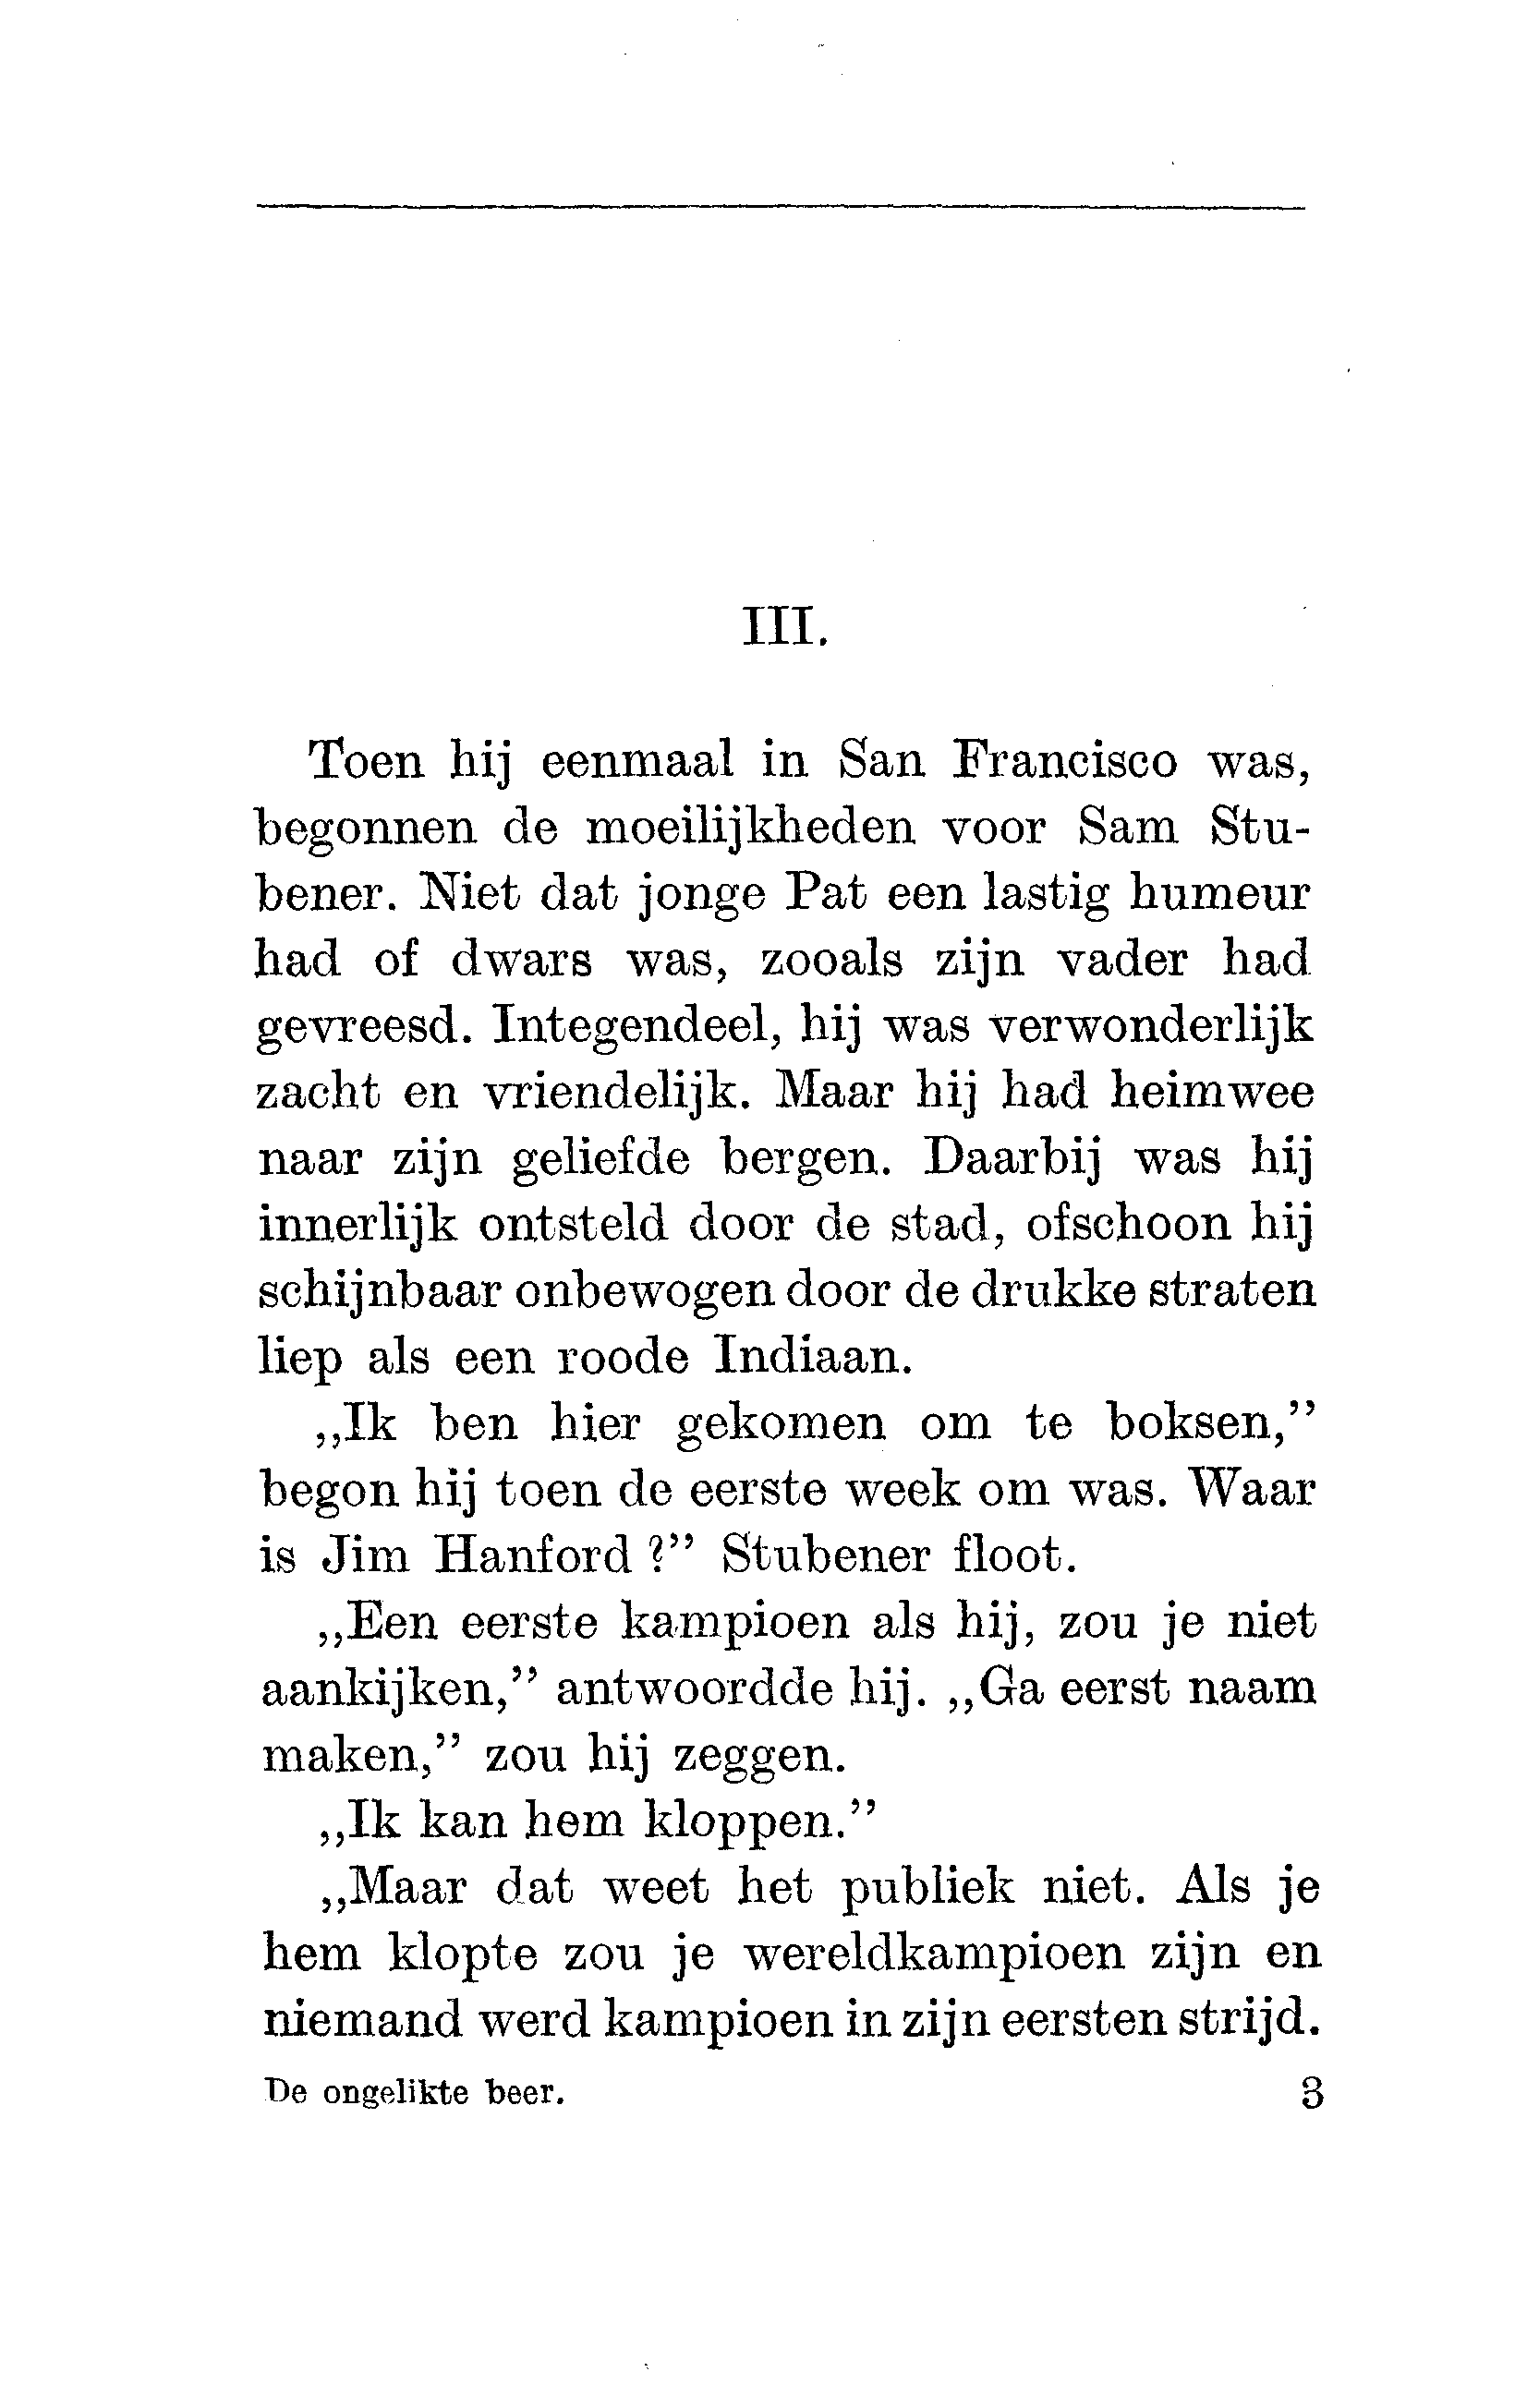 III.
Toen hij eenmaal in San Francisco was,
begonnen de moeilijkheden voor Sam Stu-
bener. Niet dat jonge Pat een lastig humeur
had of dwars was, zooals zijn vader had
gevreesd. Integendeel, hij was verwonderlijk
zacht en vriendelijk. Maar hij had heimwee
naar zijn geliefde bergen. Daarbij was hij
innerlijk ontsteld door de stad, ofschoon hij
schijnbaar onbewogen door de drukke straten
liep als een roode Indiaan.
„Ik ben hier gekomen om te boksen,”
begon hij toen de eerste week om was. Waar
is Jim Hanford ?” Stubener floot.
„Een eerste kampioen als hij, zou je niet
aankijken,” antwoordde hij. „Ga eerst naam
maken,” zou hij zeggen.
„Ik kan hem kloppen.”
„Maar dat weet het publiek niet. Als je
hem klopte zou je wereldkampioen zijn en
niemand werd kampioen in zijn eersten strijd.
De ongelikte beer. 3